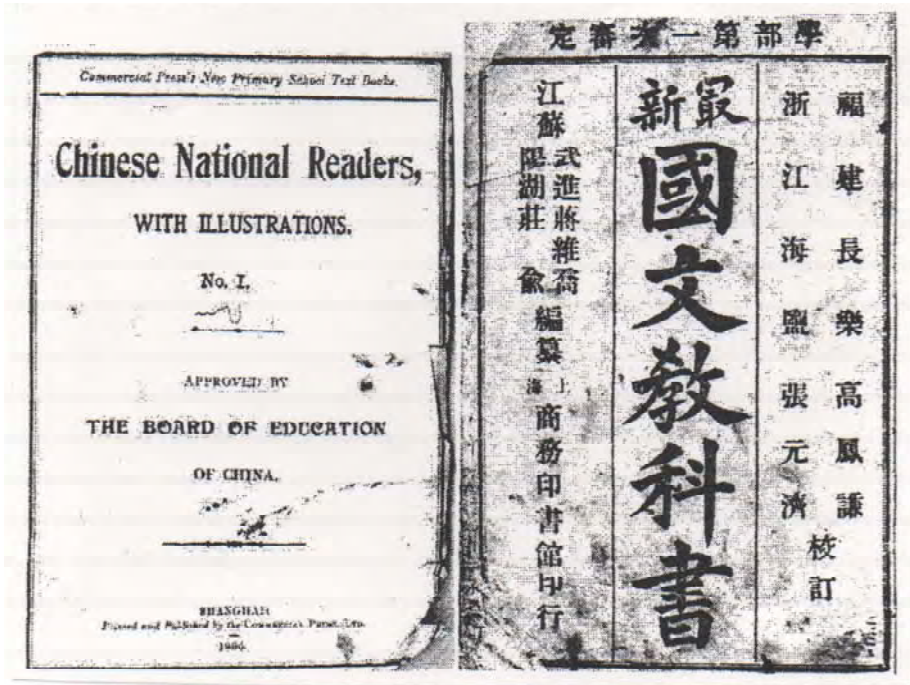 Commercial Press's New Primary School Text Books.
Chinese National Readers,
WITH ILLUSTRATIONS.
No. I.
APPROVED BY
THE BOARD OF EDUCATION
OF CHINA.
SHANGHAI:
Printed and Published by the Commercial Press, Ltd.
學部第一次審定
福建長樂高鳳謙
浙江海鹽張元濟
校訂
冣新
國文教科書
江蘇
武進蔣維喬
陽湖莊俞
編纂
上海
商務印書館印行